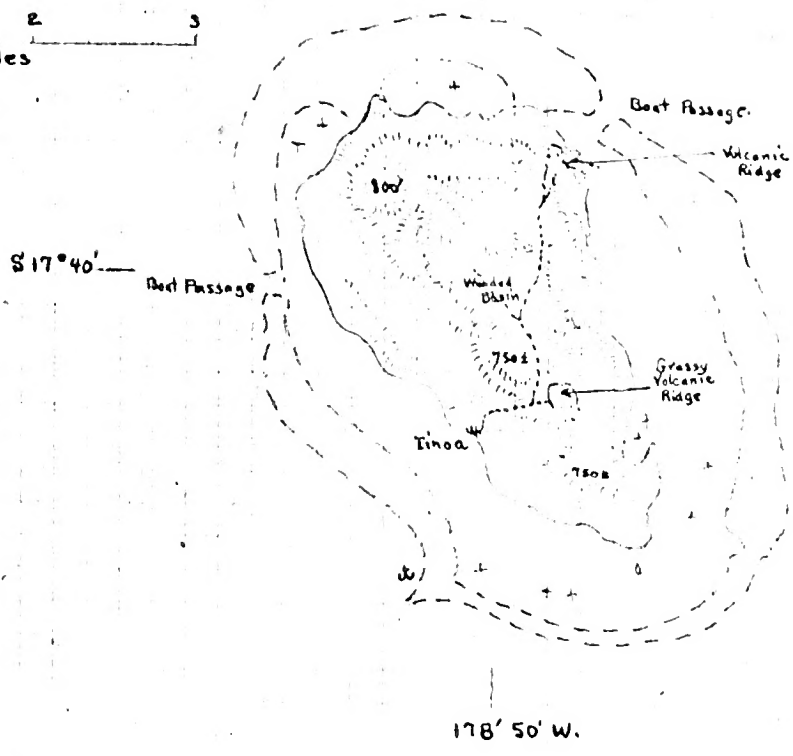 2 3
les
Boat Passage.
Volcanic
Ridge
800'
S 17° 40'
Boat Passage
Wooded
Basin
750±
Grassy
Volcanic
Ridge
Tinoa
750±
178° 50' W.